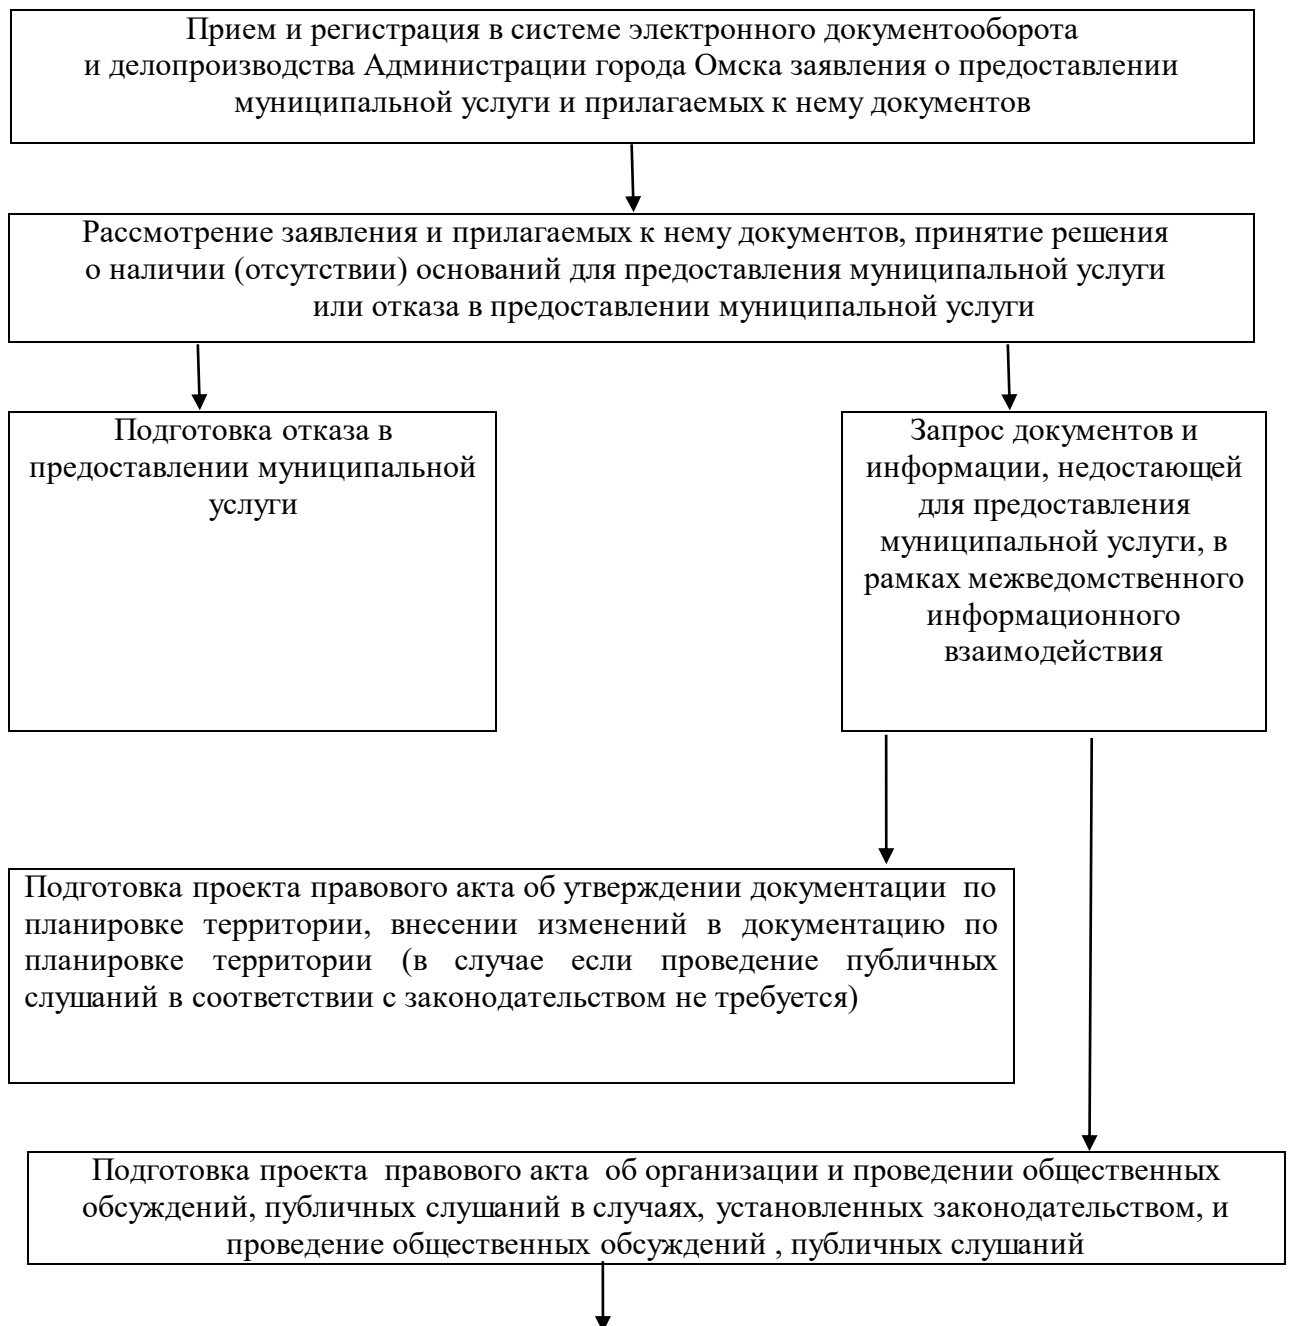 Прием и регистрация в системе электронного документооборота
и делопроизводства Администрации города Омска заявления о предоставлении
муниципальной услуги и прилагаемых к нему документов
Рассмотрение заявления и прилагаемых к нему документов, принятие решения
о наличии (отсутствии) оснований для предоставления муниципальной услуги
или отказа в предоставлении муниципальной услуги
Подготовка отказа в
предоставлении муниципальной
услуги
Запрос документов и
информации, недостающей
для предоставления
муниципальной услуги, в
рамках межведомственного
информационного
взаимодействия
Подготовка проекта правового акта об утверждении документации по
планировке территории, внесении изменений в документацию по
планировке территории (в случае если проведение публичных
слушаний в соответствии с законодательством не требуется)
Подготовка проекта правового акта об организации и проведении общественных
обсуждений, публичных слушаний в случаях, установленных законодательством, и
проведение общественных обсуждений , публичных слушаний